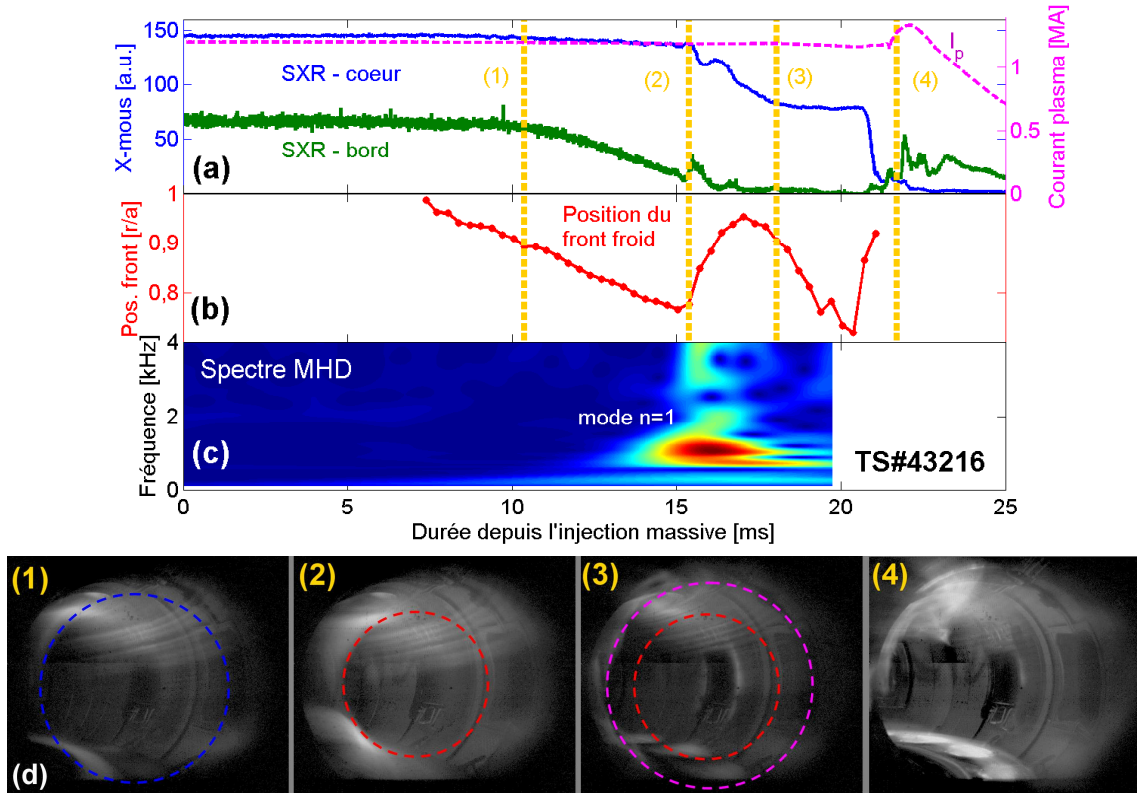 150
100
50
X-mous [a.u.]
SXR - coeur
SXR - bord
(a)
(1)
(2)
(3)
(4)
Ip
1
0.5
0
Courant plasma [MA]
1
0,9
0,8
Pos. front [r/a]
Position du
front froid
(b)
4
2
0
Fréquence [kHz]
Spectre MHD
mode n=1
(c)
TS#43216
0
5
10
15
20
25
Durée depuis l'injection massive [ms]
(1)
(2)
(3)
(4)
(d)